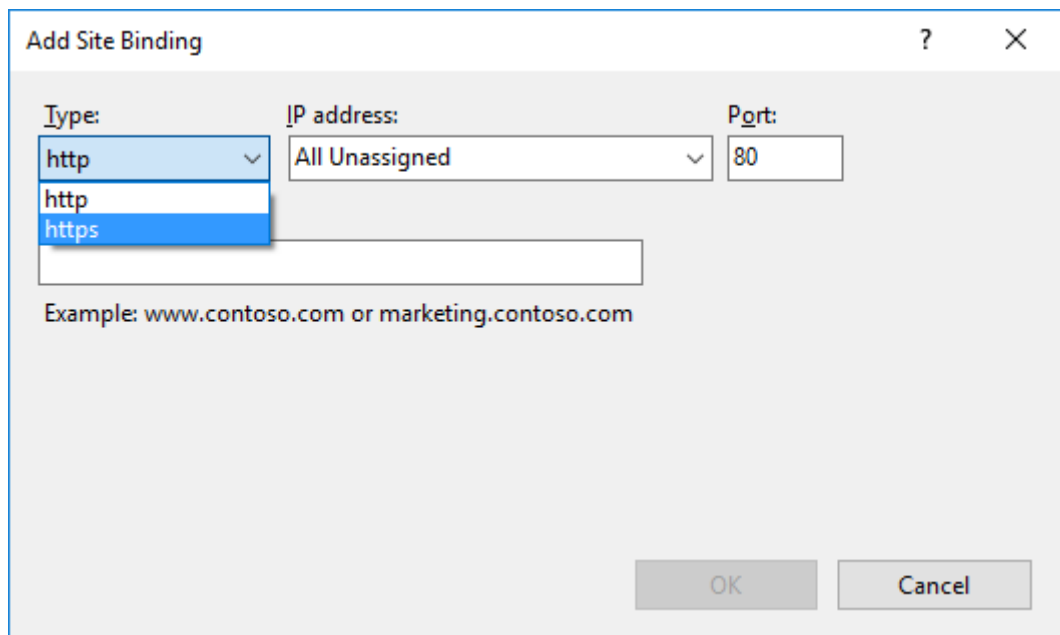 Add Site Binding ?
Type: IP address: Port:
http All Unassigned 80
http
https
Example: www.contoso.com or marketing.contoso.com
OK Cancel